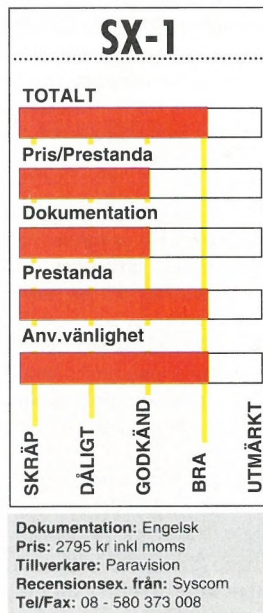 SX-1
TOTALT
Pris/Prestanda
Dokumentation
Prestanda
Anv.vänlighet
SKRÄP
DÅLIGT
GODKÄND
BRA
UTMÄRKT
Dokumentation: Engelsk
Pris: 2795 kr inkl moms
Tillverkare: Paravision
Recensionsex. från: Syscom
Tel/Fax: 08 - 580 373 008